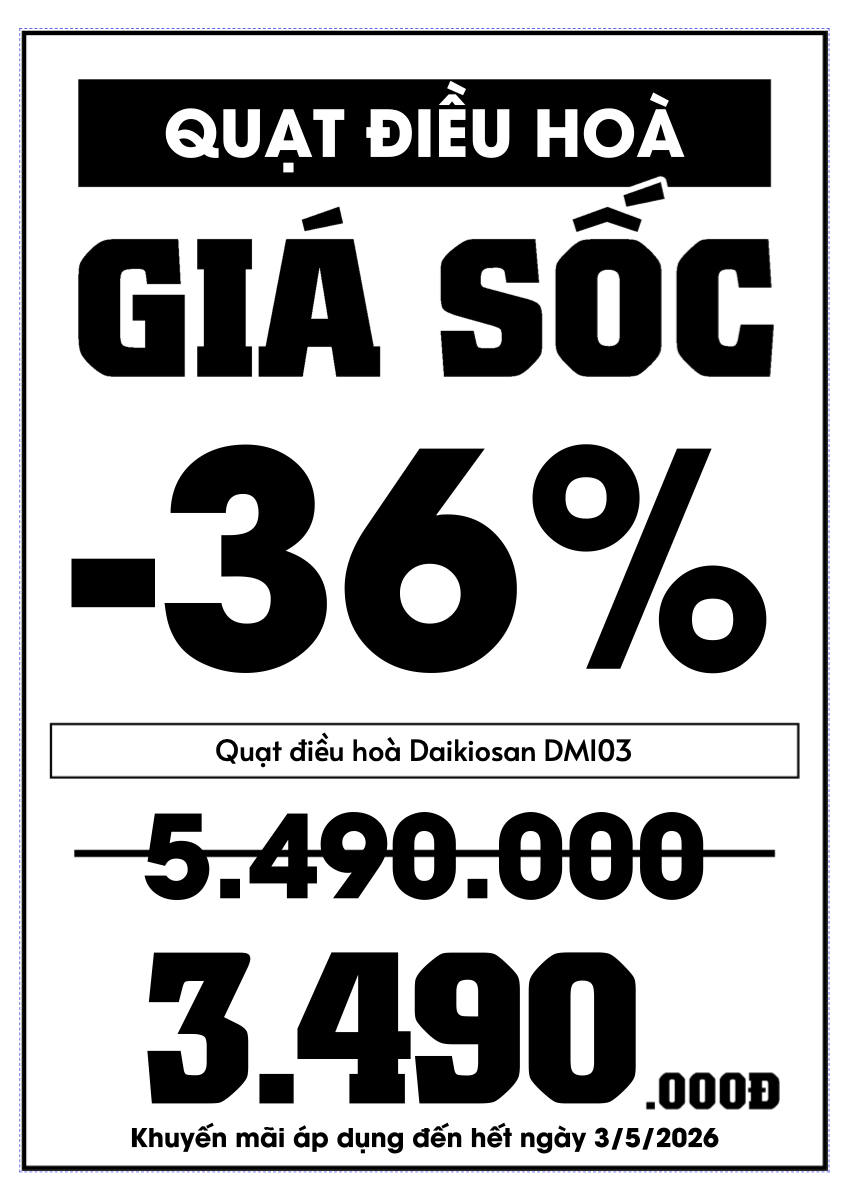 QUẠT ĐIỀU HOÀ
GIÁ SỐC
-36%
Quạt điều hoà Daikiosan DMI03
5.490.000
3.490.000Đ
Khuyến mãi áp dụng đến hết ngày 3/5/2026